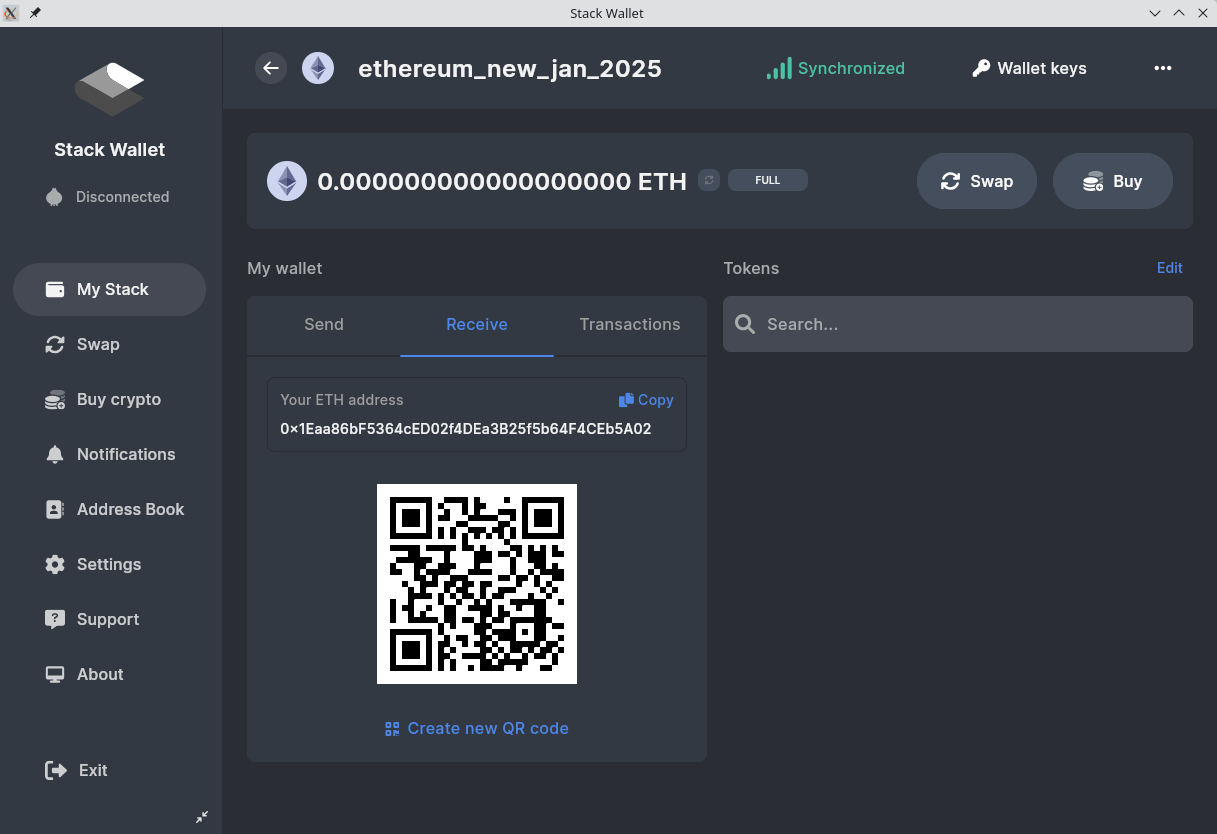 Stack Wallet
ethereum_new_jan_2025
Synchronized
Wallet keys
Stack Wallet
Disconnected
My Stack
Swap
Buy crypto
Notifications
Address Book
Settings
Support
About
Exit
0.000000000000000000 ETH
FULL
Swap
Buy
My wallet
Send
Receive
Transactions
Your ETH address
Copy
0x1Eaa86bF5364cED02f4DEa3B25f5b64F4CEb5A02
Create new QR code
Tokens
Edit
Search...